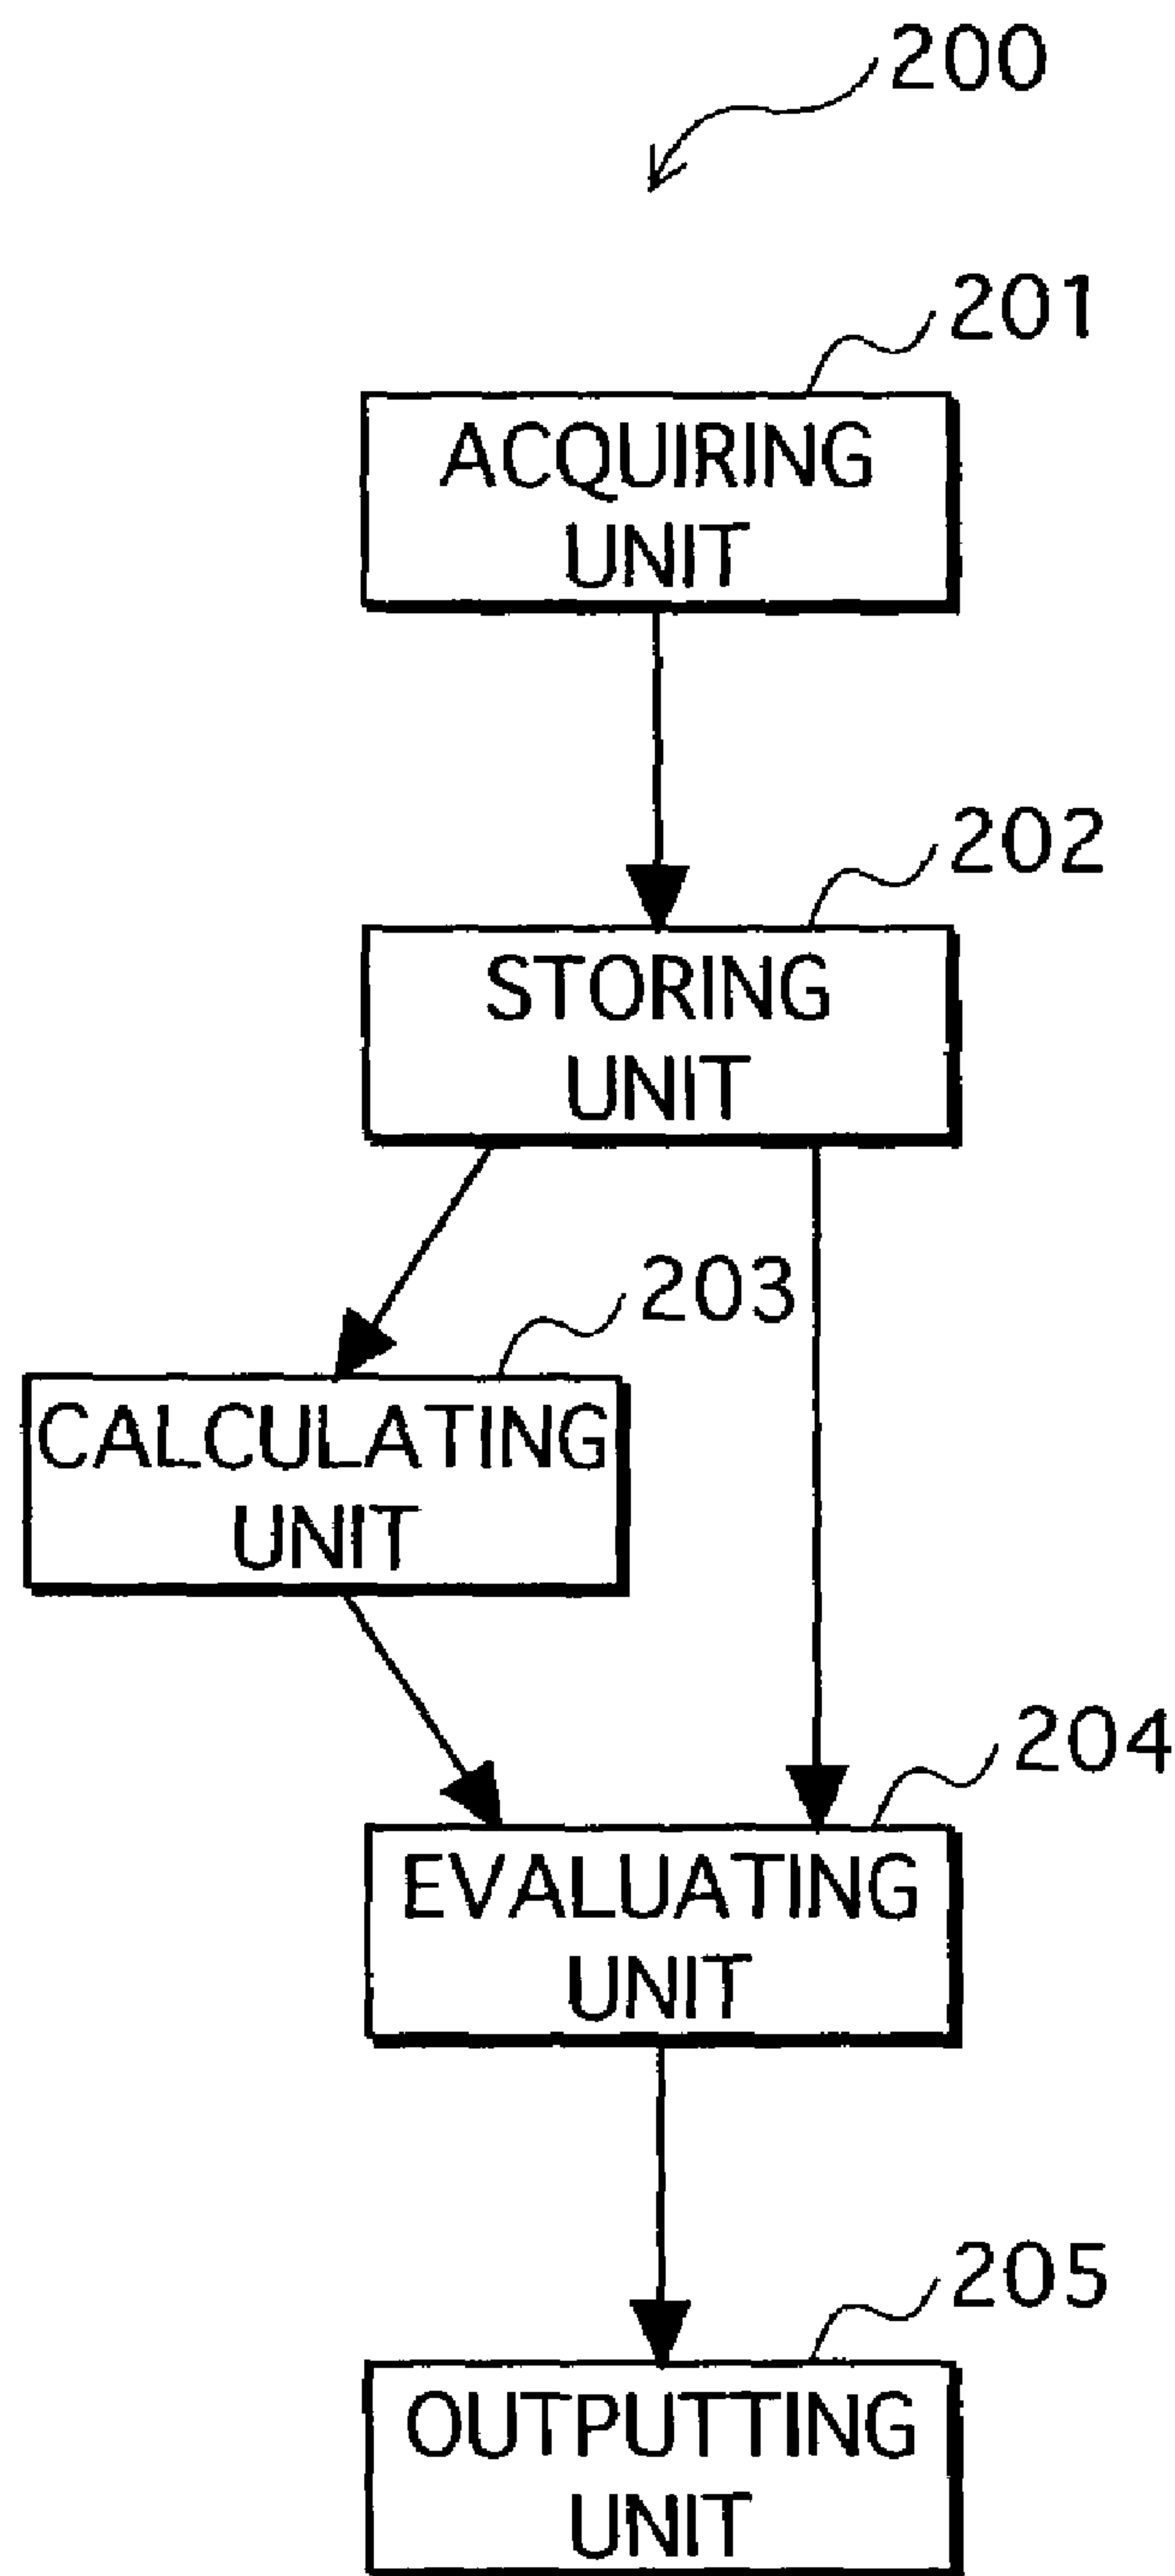 200
201
ACQUIRING
UNIT
202
STORING
UNIT
203
CALCULATING
UNIT
204
EVALUATING
UNIT
205
OUTPUTTING
UNIT